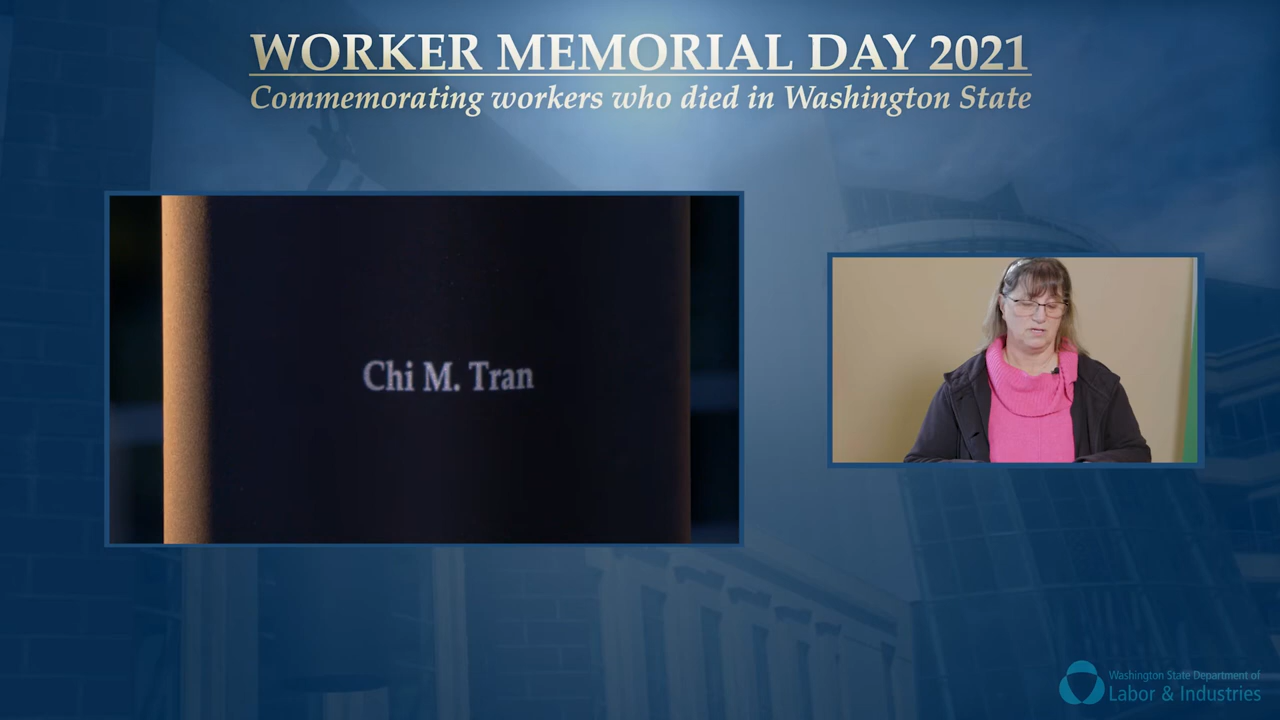 WORKER MEMORIAL DAY 2021
Commemorating workers who died in Washington State
Chi M. Tran
Washington State Department of
Labor & Industries